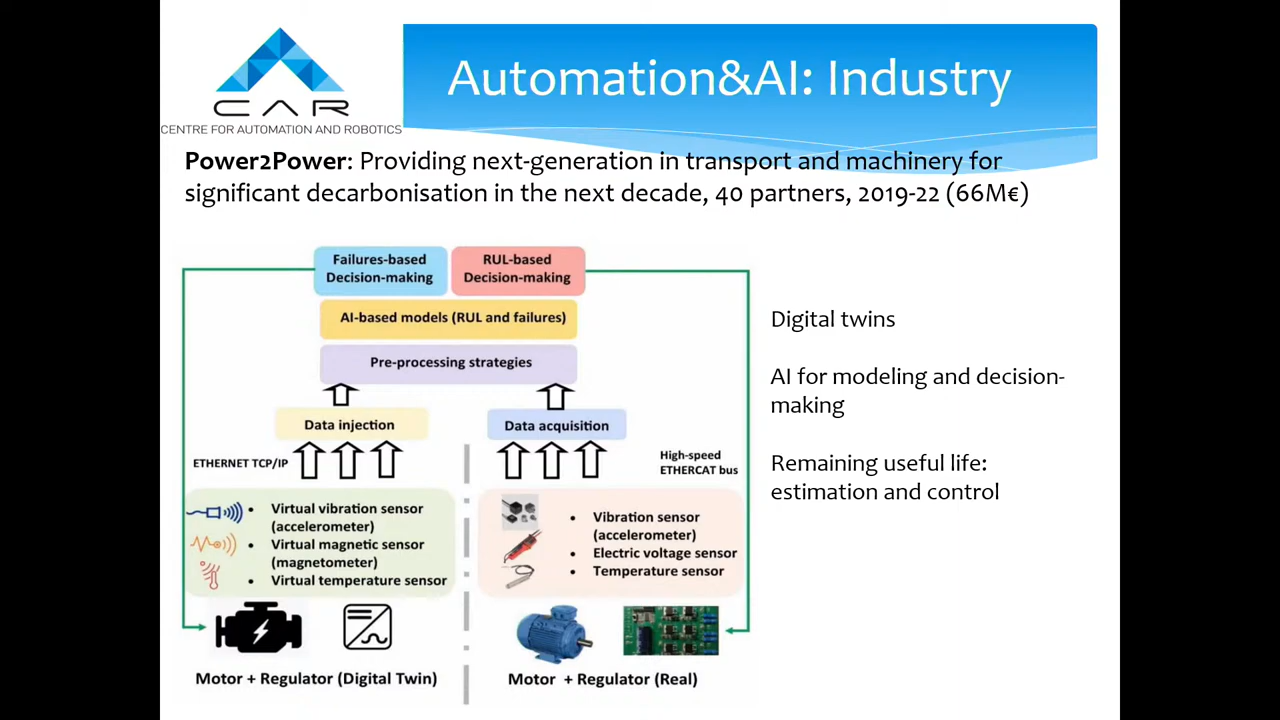 CAR
CENTRE FOR AUTOMATION AND ROBOTICS
Automation&AI: Industry
Power2Power: Providing next-generation in transport and machinery for
significant decarbonisation in the next decade, 40 partners, 2019-22 (66M€)
Failures-based
Decision-making
RUL-based
Decision-making
AI-based models (RUL and failures)
Pre-processing strategies
Data injection
Data acquisition
ETHERNET TCP/IP
High-speed
ETHERCAT bus
• Virtual vibration sensor
(accelerometer)
• Virtual magnetic sensor
(magnetometer)
• Virtual temperature sensor
• Vibration sensor
(accelerometer)
• Electric voltage sensor
• Temperature sensor
Motor + Regulator (Digital Twin)
Motor + Regulator (Real)
Digital twins
AI for modeling and decision-
making
Remaining useful life:
estimation and control